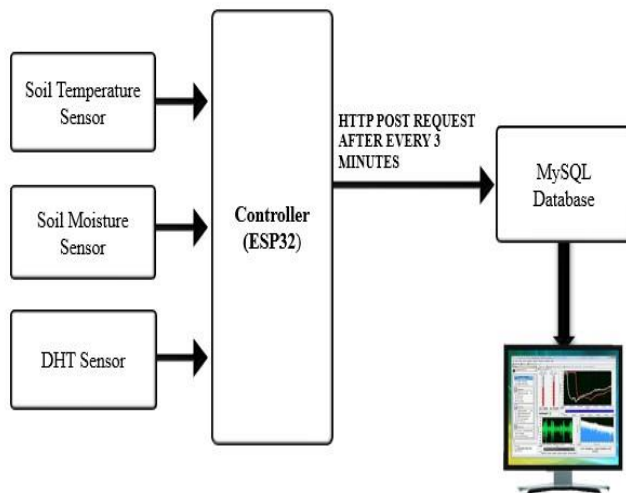 Soil Temperature
Sensor
Soil Moisture
Sensor
DHT Sensor
Controller
(ESP32)
HTTP POST REQUEST
AFTER EVERY 3
MINUTES
MySQL
Database